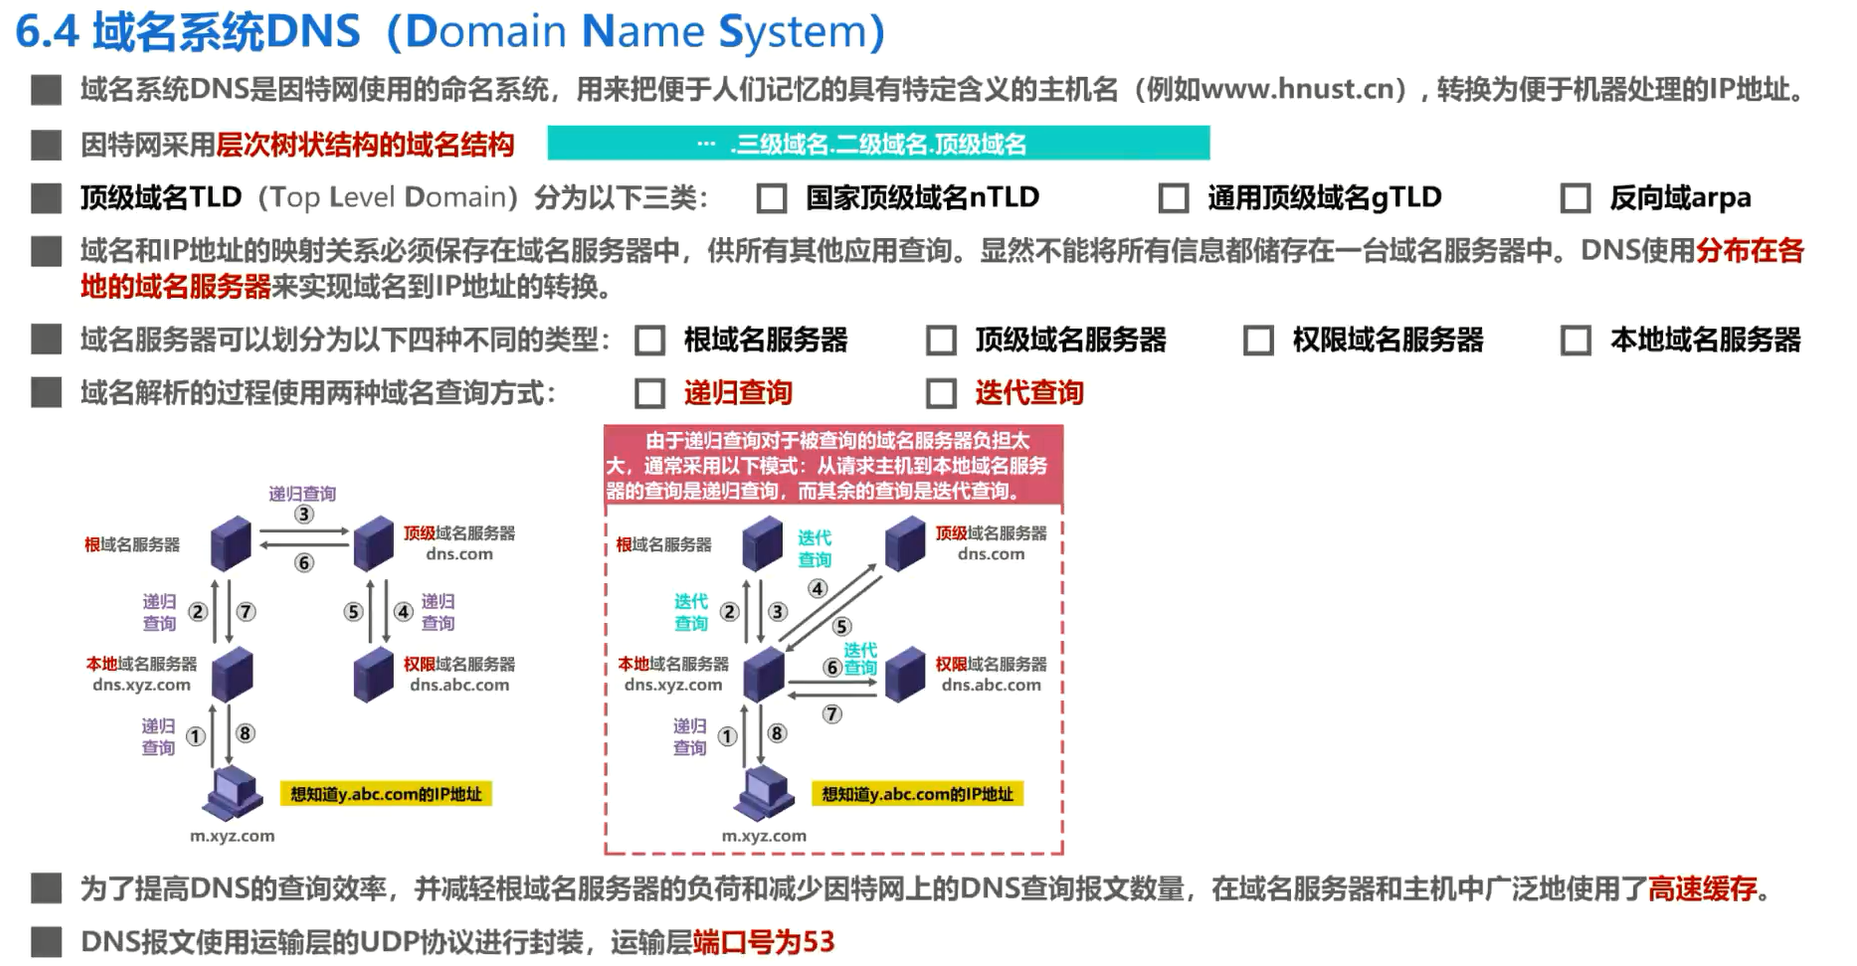 6.4 域名系统DNS（Domain Name System）
域名系统DNS是因特网使用的命名系统，用来把便于人们记忆的具有特定含义的主机名（例如www.hnust.cn）, 转换为便于机器处理的IP地址。
因特网采用层次树状结构的域名结构
… .三级域名.二级域名.顶级域名
顶级域名TLD（Top Level Domain）分为以下三类： 国家顶级域名nTLD 通用顶级域名gTLD 反向域arpa
域名和IP地址的映射关系必须保存在域名服务器中，供所有其他应用查询。显然不能将所有信息都储存在一台域名服务器中。DNS使用分布在各
地的域名服务器来实现域名到IP地址的转换。
域名服务器可以划分为以下四种不同的类型： 根域名服务器 顶级域名服务器 权限域名服务器 本地域名服务器
域名解析的过程使用两种域名查询方式： 递归查询 迭代查询
递归查询
③
根域名服务器
顶级域名服务器
dns.com
⑥
递归
查询
② ⑦
⑤ ④
递归
查询
本地域名服务器
dns.xyz.com
权限域名服务器
dns.abc.com
递归
查询
① ⑧
想知道y.abc.com的IP地址
m.xyz.com
由于递归查询对于被查询的域名服务器负担太
大，通常采用以下模式：从请求主机到本地域名服务
器的查询是递归查询，而其余的查询是迭代查询。
根域名服务器
迭代
查询
顶级域名服务器
dns.com
④
迭代
查询
② ③
⑤
迭代
⑥ 查询
本地域名服务器
dns.xyz.com
权限域名服务器
dns.abc.com
⑦
递归
查询
① ⑧
想知道y.abc.com的IP地址
m.xyz.com
为了提高DNS的查询效率，并减轻根域名服务器的负荷和减少因特网上的DNS查询报文数量，在域名服务器和主机中广泛地使用了高速缓存。
DNS报文使用运输层的UDP协议进行封装，运输层端口号为53